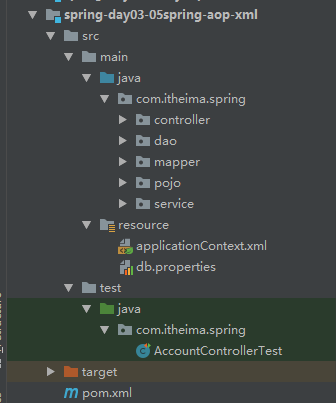 spring-day03-05spring-aop-xml
src
main
java
com.itheima.spring
controller
dao
mapper
pojo
service
resource
applicationContext.xml
db.properties
test
java
com.itheima.spring
AccountControllerTest
target
pom.xml